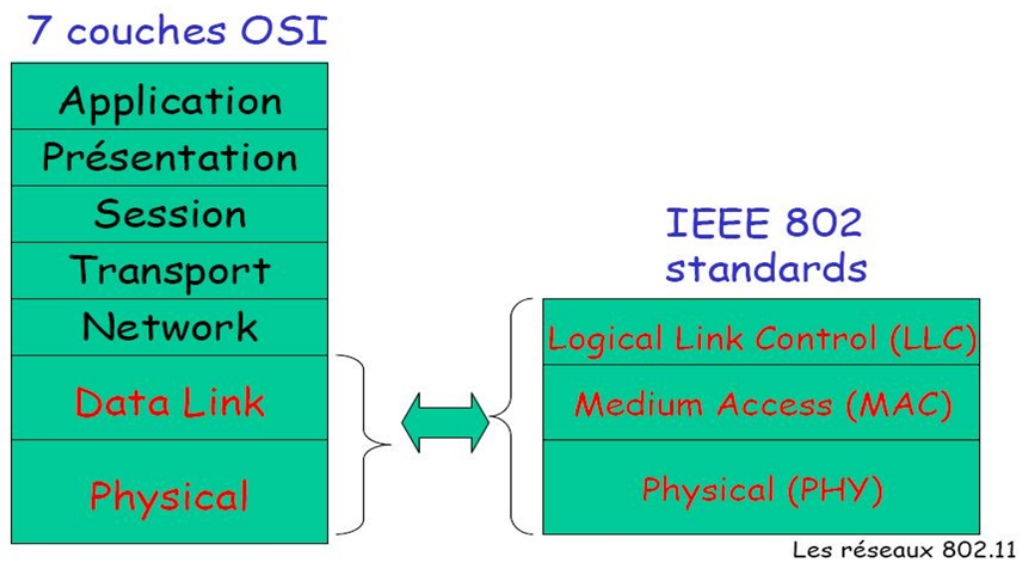 7 couches OSI
Application
Présentation
Session
Transport
Network
Data Link
Physical
IEEE 802
standards
Logical Link Control (LLC)
Medium Access (MAC)
Physical (PHY)
Les réseaux 802.11